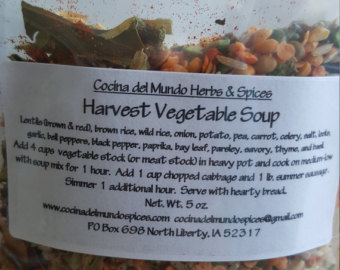 Cocina del Mundo Herbs & Spices
Harvest Vegetable Soup
Lentils (brown & red), brown rice, wild rice, onion, potato, pea, carrot, celery, salt, leeks,
garlic, bell peppers, black pepper, paprika, bay leaf, parsley, savory, thyme, and basil
Add 4 cups vegetable stock (or meat stock) in heavy pot and cook on medium-low
with soup mix for 1 hour. Add 1 cup chopped cabbage and 1 lb. summer sausage.
Simmer 1 additional hour. Serve with hearty bread.
Net. Wt. 5 oz.
www.cocinadelmundospices.com cocinadelmundospices@gmail.com
PO Box 698 North Liberty, IA 52317